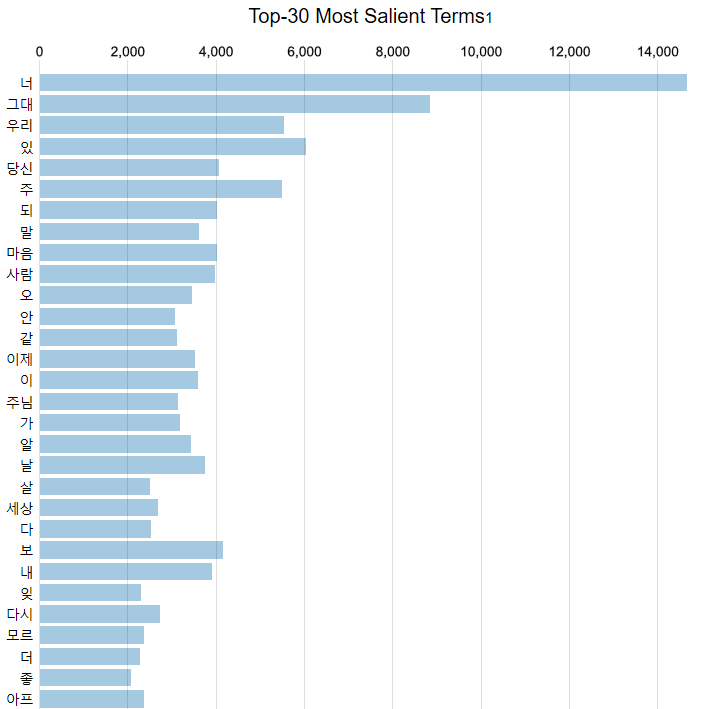 Top-30 Most Salient Terms1
0 2,000 4,000 6,000 8,000 10,000 12,000 14,000
너
그대
우리
있
당신
주
되
말
마음
사람
오
안
같
이제
이
주님
가
알
날
살
세상
다
보
내
잊
다시
모르
더
좋
아프